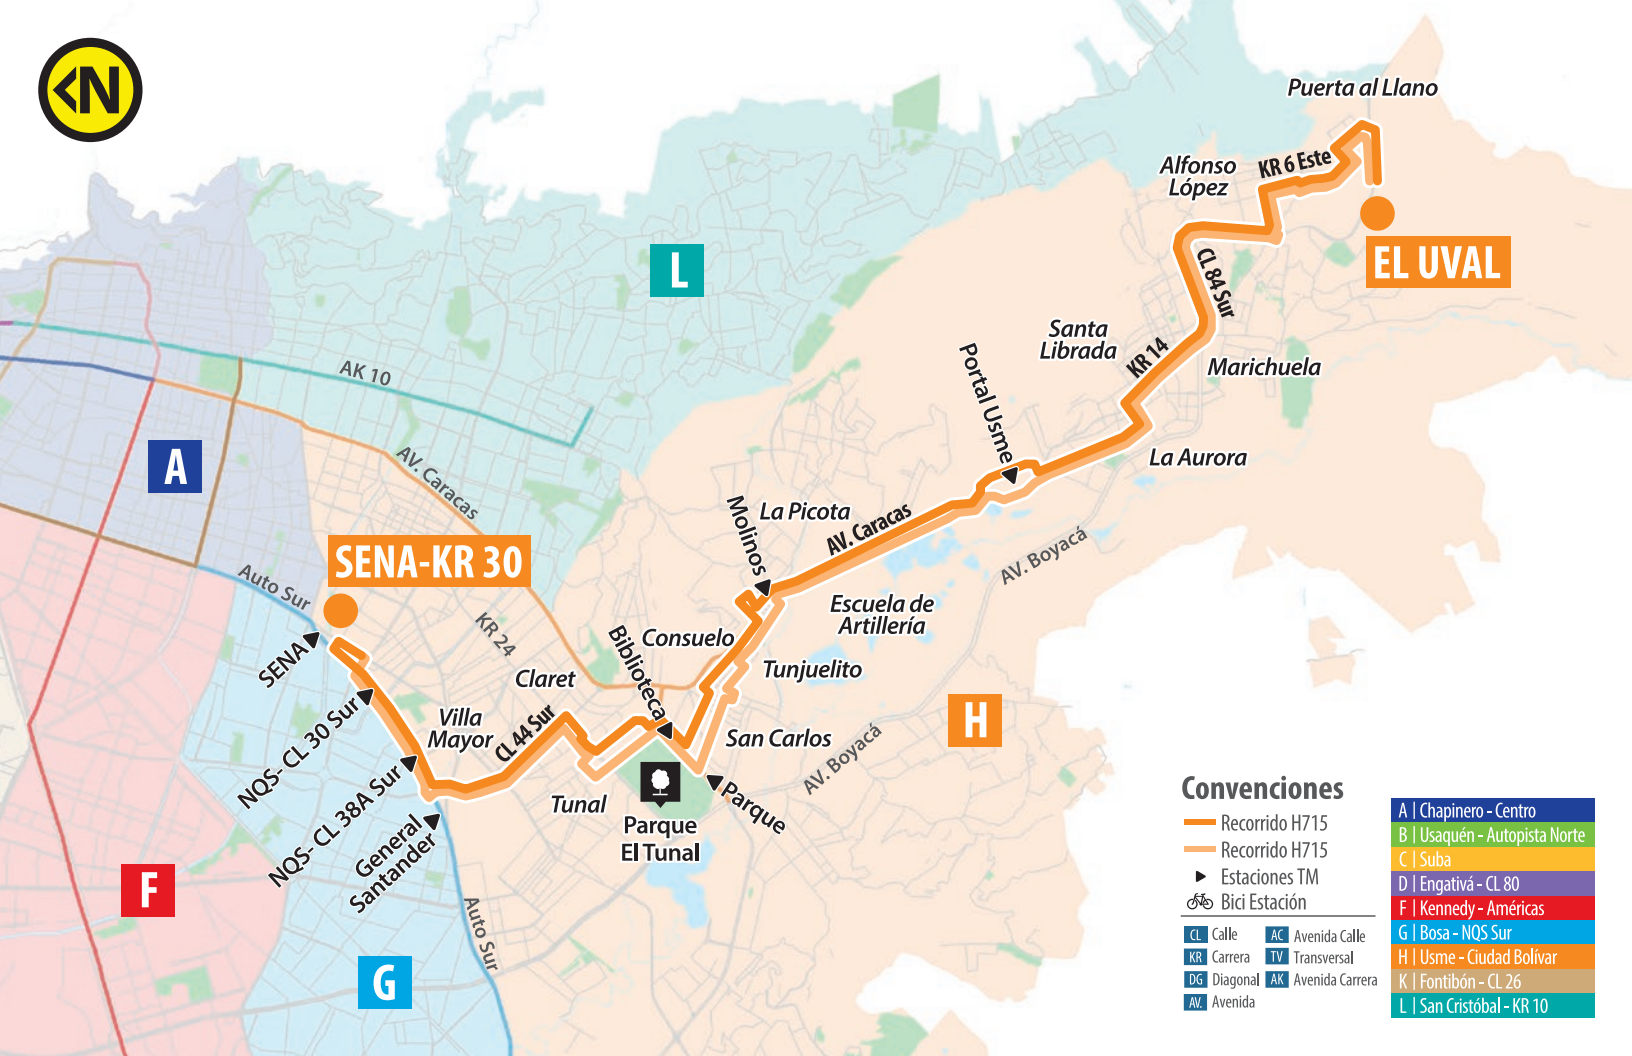 N
Puerta al Llano
KR 6 Este
Alfonso
López
EL UVAL
L
CL 84 Sur
Santa
Librada
KR 14
Marichuela
Portal Usme
La Aurora
AK 10
A
AV. Caracas
Molinos
La Picota
AV. Caracas
AV. Boyacá
SENA-KR 30
Auto Sur
Escuela de
Artillería
KR 24
Biblioteca
Consuelo
SENA
Tunjuelito
Claret
H
NQS- CL 30 Sur
Villa
Mayor
CL 44 Sur
San Carlos
AV. Boyacá
NQS- CL 38A Sur
Tunal
Parque
Parque
El Tunal
General
Santander
F
Auto Sur
G
Convenciones
Recorrido H715
Recorrido H715
Estaciones TM
Bici Estación
CL Calle
KR Carrera
DG Diagonal
AV. Avenida
AC Avenida Calle
TV Transversal
AK Avenida Carrera
A | Chapinero - Centro
B | Usaquén - Autopista Norte
C | Suba
D | Engativá - CL 80
F | Kennedy - Américas
G | Bosa - NQS Sur
H | Usme - Ciudad Bolívar
K | Fontibón - CL 26
L | San Cristóbal - KR 10